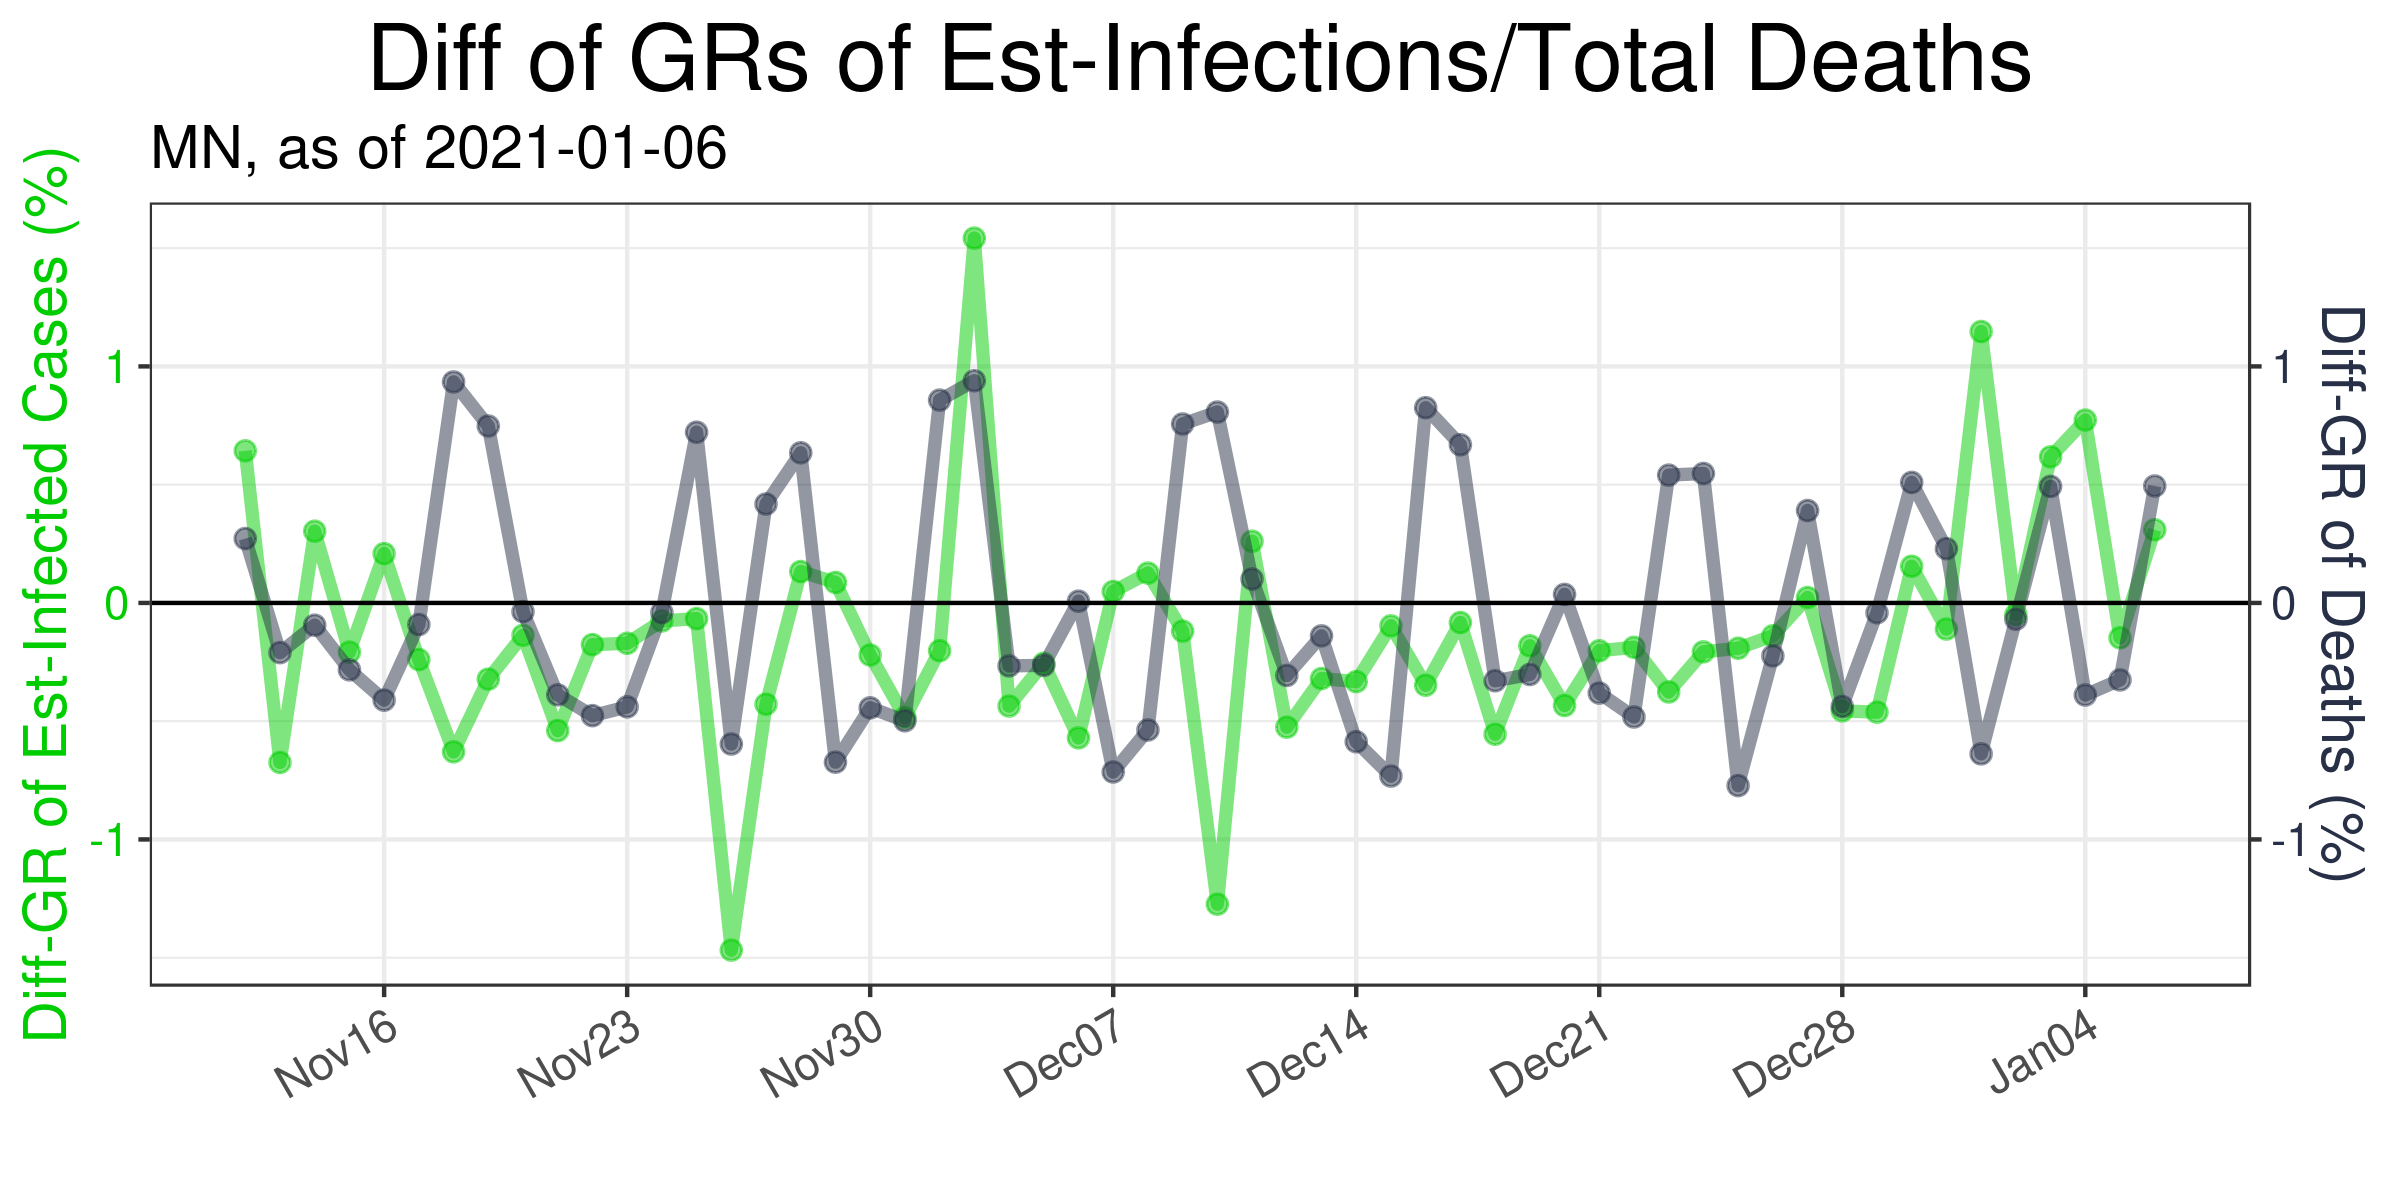 Diff of GRs of Est-Infections/Total Deaths
MN, as of 2021-01-06
Diff-GR of Est-Infected Cases (%)
1
0
-1
1
0
-1
Diff-GR of Deaths (%)
Nov16
Nov23
Nov30
Dec07
Dec14
Dec21
Dec28
Jan04